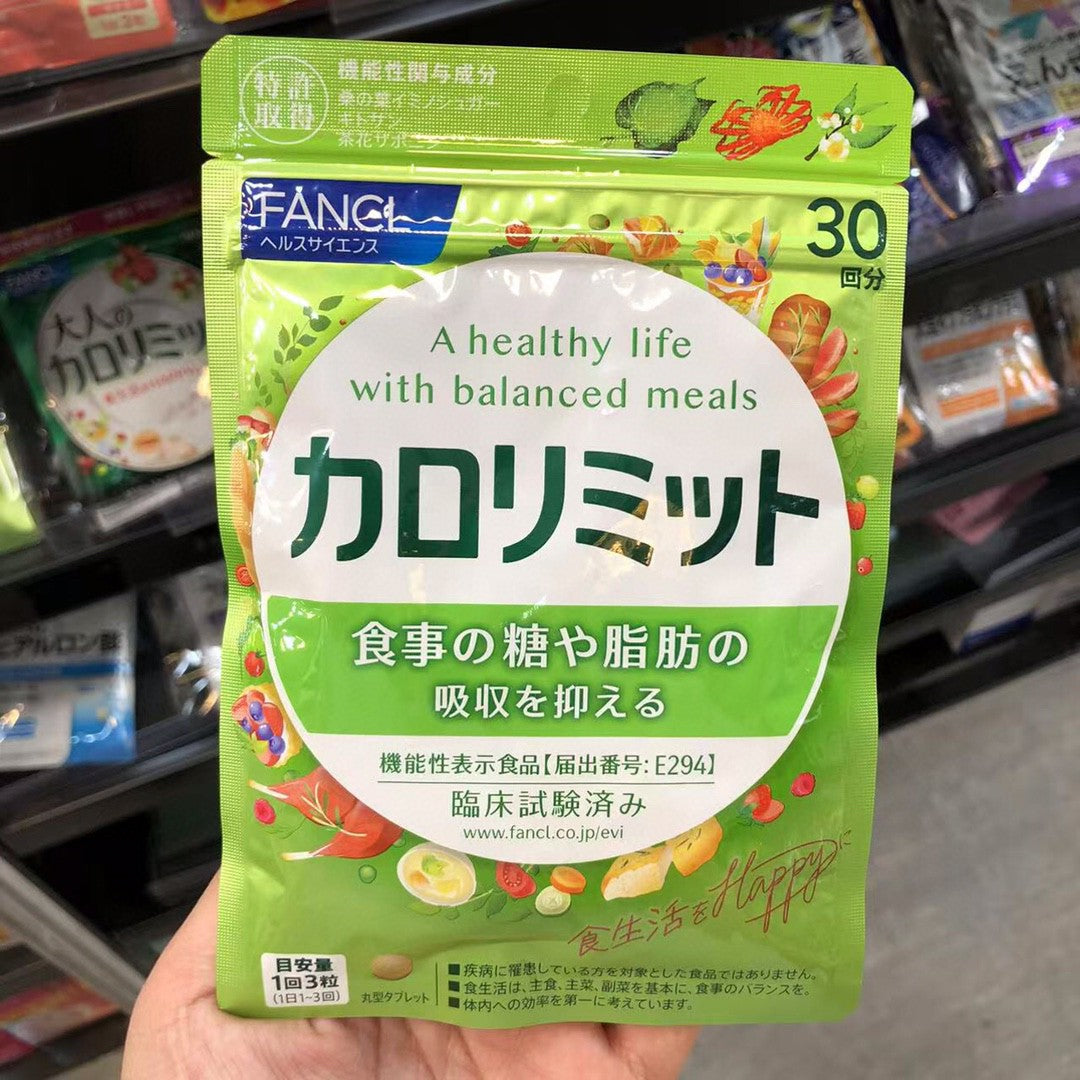 特許
取得
機能性関与成分
桑の葉イミノシュガー
キトサン
茶花サポニン
FANCL
ヘルスサイエンス
30
回分
A healthy life
with balanced meals
カロリミット
食事の糖や脂肪の
吸収を抑える
機能性表示食品【届出番号:E294】
臨床試験済み
www.fancl.co.jp/evi
食生活をHappyに
目安量
1回3粒
(1日1~3回)
丸型タブレット
■疾病に罹患している方を対象とした食品ではありません。
■食生活は、主食、主菜、副菜を基本に、食事のバランスを。
■体内への効率を第一に考えています。
FANCL
大人の
カロリミッ
アルロン酸